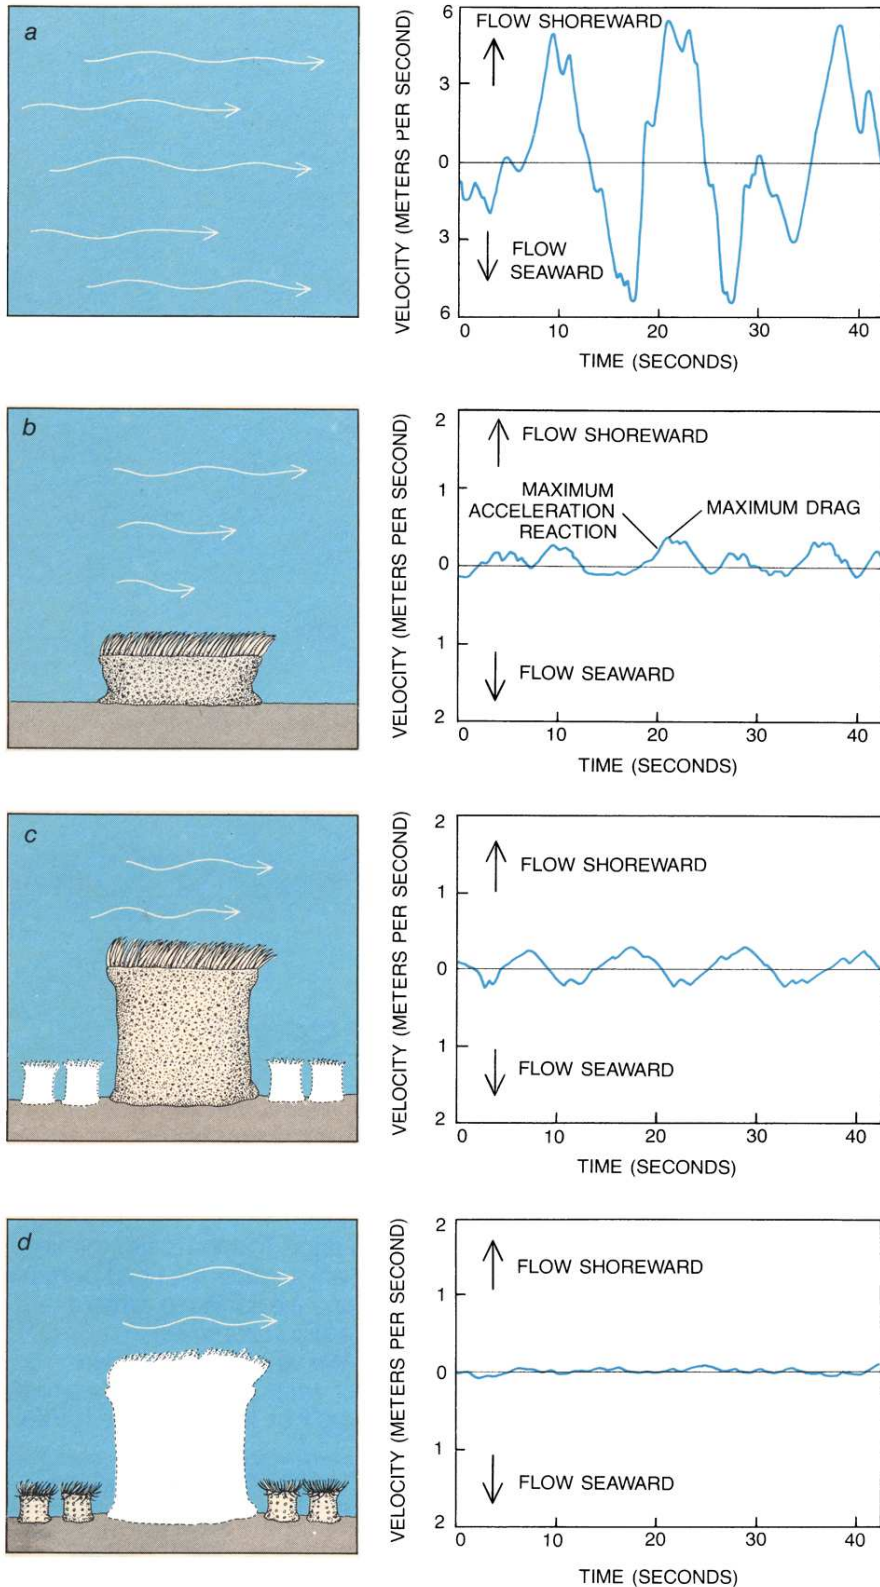 a
FLOW SHOREWARD
FLOW
SEAWARD
VELOCITY (METERS PER SECOND)
6
3
0
3
6
0 10 20 30 40
TIME (SECONDS)
b
FLOW SHOREWARD
MAXIMUM
ACCELERATION
REACTION
MAXIMUM DRAG
FLOW SEAWARD
VELOCITY (METERS PER SECOND)
2
1
0
1
2
0 10 20 30 40
TIME (SECONDS)
c
FLOW SHOREWARD
FLOW SEAWARD
VELOCITY (METERS PER SECOND)
2
1
0
1
2
0 10 20 30 40
TIME (SECONDS)
d
FLOW SHOREWARD
FLOW SEAWARD
VELOCITY (METERS PER SECOND)
2
1
0
1
2
0 10 20 30 40
TIME (SECONDS)